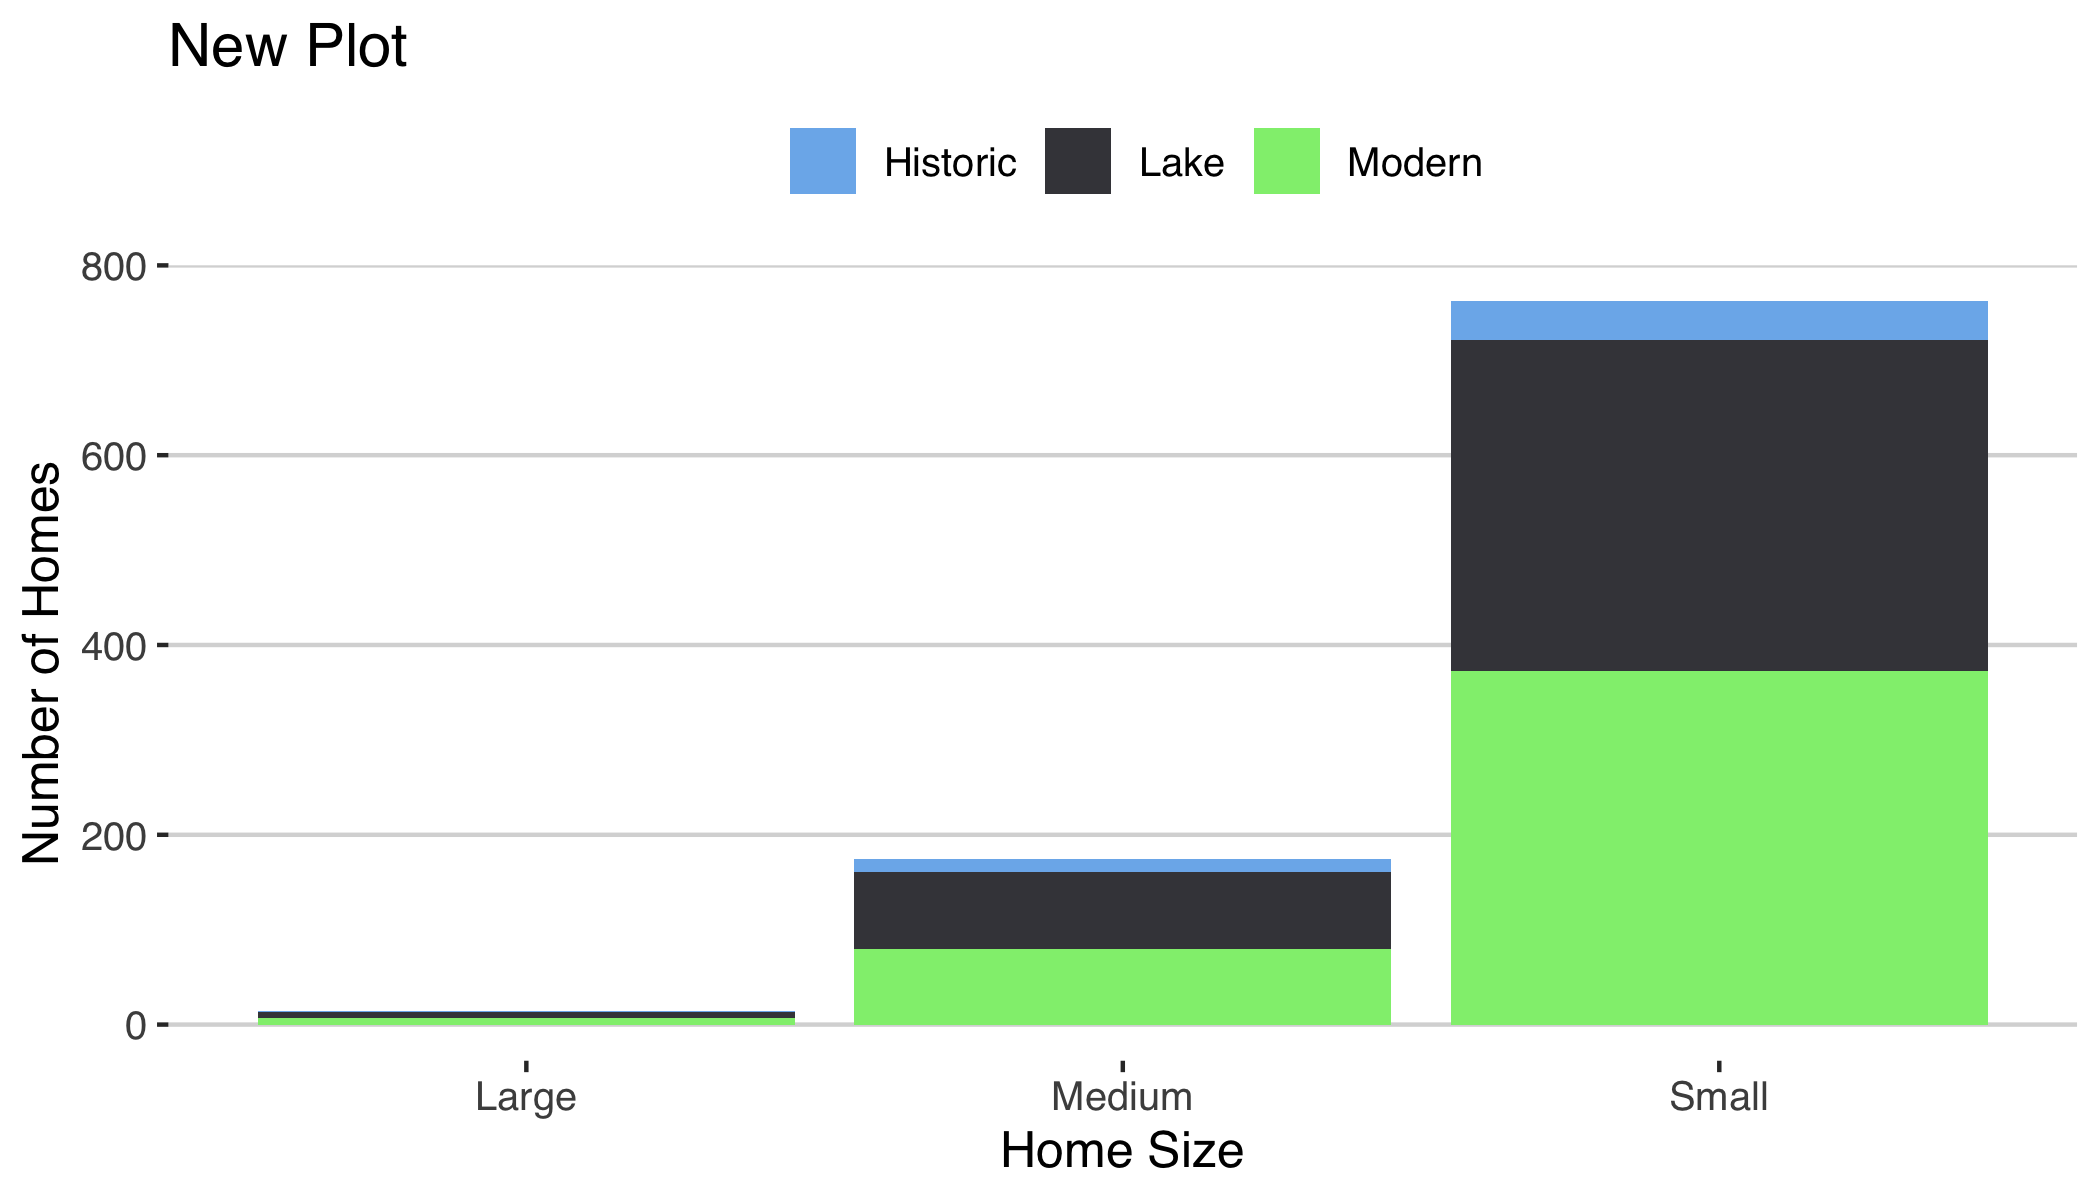 New Plot
Historic Lake Modern
800
600
400
200
0
Number of Homes
Large Medium Small
Home Size